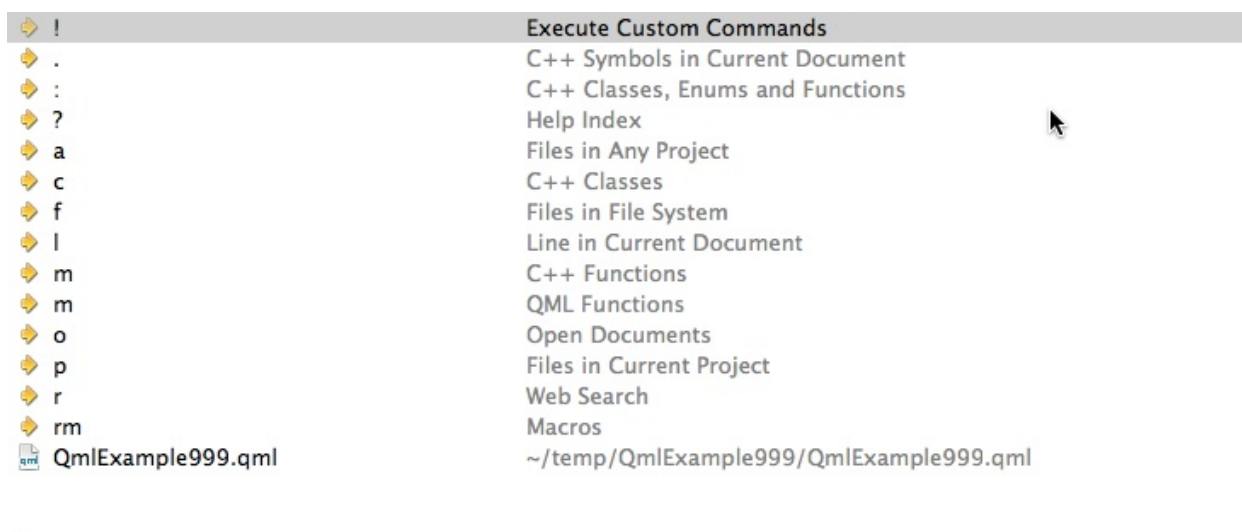 ! Execute Custom Commands
. C++ Symbols in Current Document
: C++ Classes, Enums and Functions
? Help Index
a Files in Any Project
c C++ Classes
f Files in File System
l Line in Current Document
m C++ Functions
m QML Functions
o Open Documents
p Files in Current Project
r Web Search
rm Macros
qml QmlExample999.qml ~/temp/QmlExample999/QmlExample999.qml